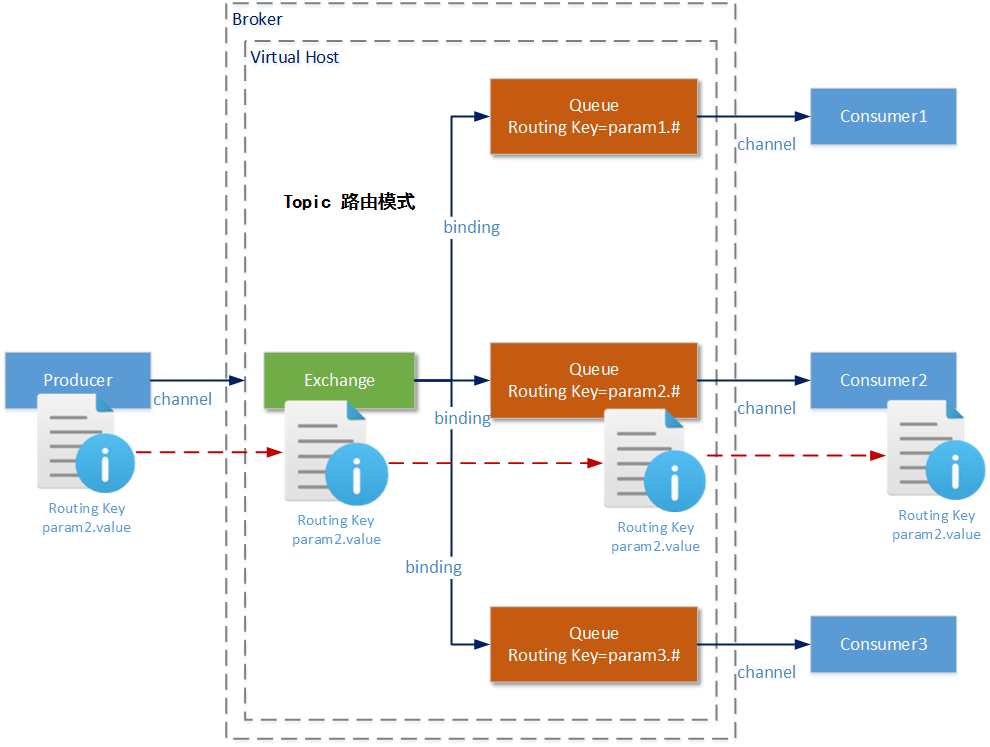 Broker
Virtual Host
Queue
Routing Key=param1.#
Consumer1
channel
Topic 路由模式
binding
Producer
channel
Exchange
Queue
Routing Key=param2.#
binding
Consumer2
channel
Routing Key
param2.value
Routing Key
param2.value
Routing Key
param2.value
Routing Key
param2.value
binding
Queue
Routing Key=param3.#
Consumer3
channel